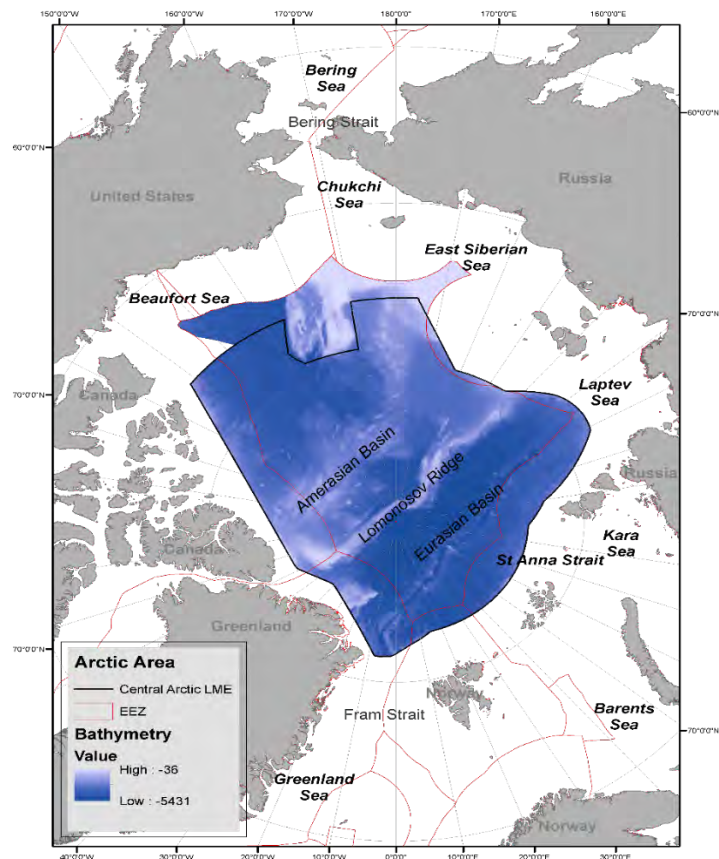 150°0'0"W
170°0'0"W
180°0'0"
170°0'0"E
160°0'0"E
Bering
Sea
Bering Strait
60°0'0"N
60°0'0"N
United States
Russia
Chukchi
Sea
East Siberian
Sea
Beaufort Sea
70°0'0"N
70°0'0"N
Canada
Laptev
Sea
Amerasian Basin
Lomonosov Ridge
Eurasian Basin
Russia
Kara
Sea
Canada
St Anna Strait
Greenland
70°0'0"N
70°0'0"N
Norway
Fram Strait
Barents
Sea
Greenland
Sea
Norway
Arctic Area
Central Arctic LME
EEZ
Bathymetry
Value
High : -36
Low : -5431
40°0'0"W
30°0'0"W
20°0'0"W
10°0'0"W
0°0'0"
10°0'0"E
20°0'0"E
30°0'0"E